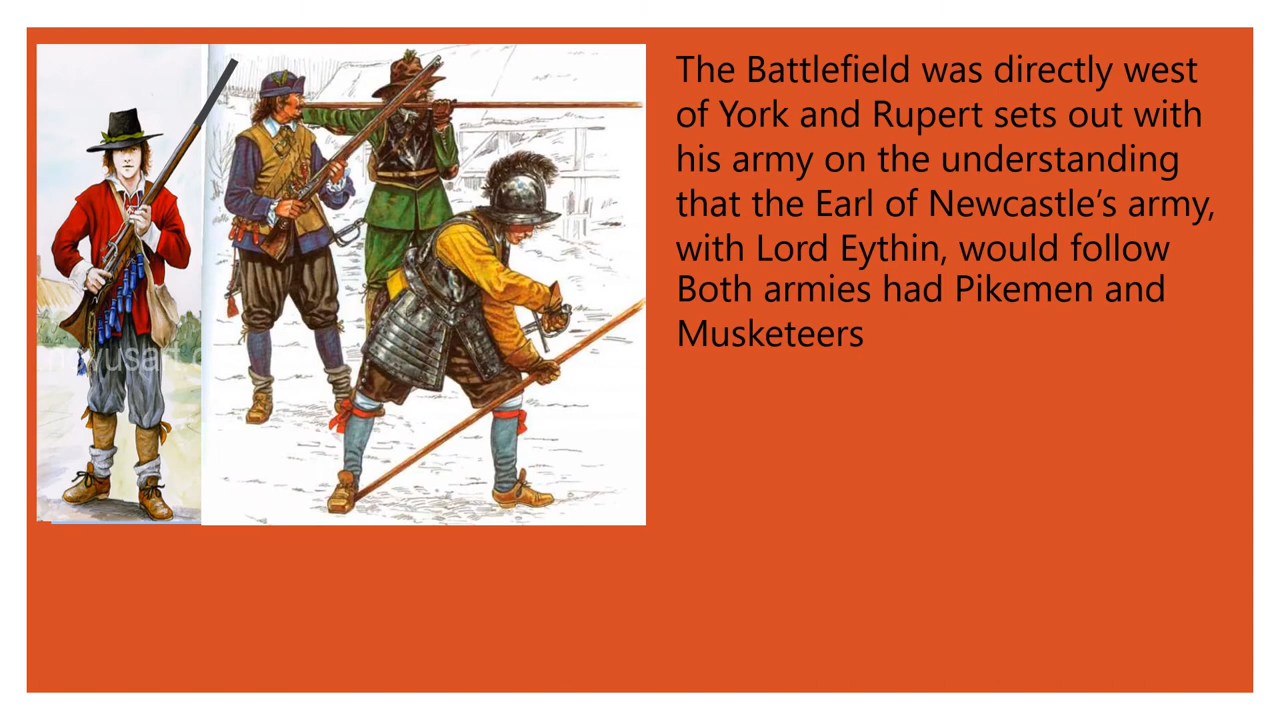 The Battlefield was directly west
of York and Rupert sets out with
his army on the understanding
that the Earl of Newcastle’s army,
with Lord Eythin, would follow
Both armies had Pikemen and
Musketeers